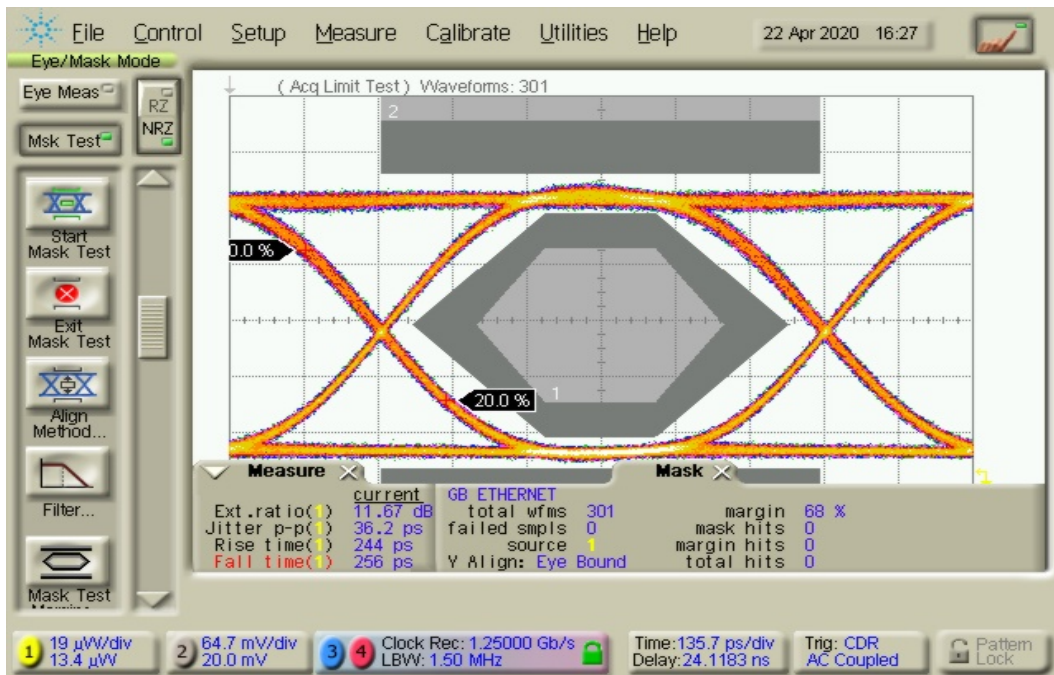 File Control Setup Measure Calibrate Utilities Help 22 Apr 2020 16:27
Eye/Mask Mode
Eye Meas
RZ
NRZ
Msk Test
Start
Mask Test
Exit
Mask Test
Align
Method...
Filter...
Mask Test
( Acq Limit Test ) Waveforms: 301
2
0.0 %
20.0 %
1
Measure
current
Ext.ratio(1) 11.67 dB
Jitter p-p(1) 36.2 ps
Rise time(1) 244 ps
Fall time(1) 256 ps
Mask
GB ETHERNET
total wfms 301 margin 68 %
failed smpls 0 mask hits 0
source 1 margin hits 0
Y Align: Eye Bound total hits 0
1 19 µW/div
13.4 µW
2 64.7 mV/div
20.0 mV
3 4 Clock Rec: 1.25000 Gb/s
LBW: 1.50 MHz
Time:135.7 ps/div
Delay:24.1183 ns
Trig: CDR
AC Coupled
Pattern
Lock